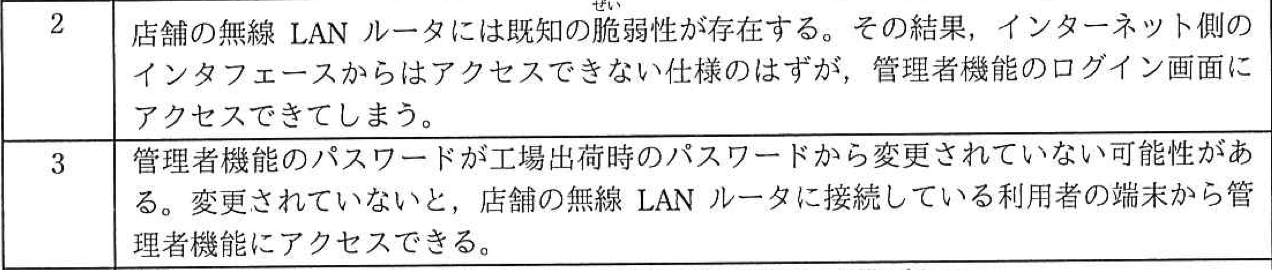 ぜい
2
店舗の無線 LAN ルータには既知の脆弱性が存在する。その結果，インターネット側の
インタフェースからはアクセスできない仕様のはずが，管理者機能のログイン画面に
アクセスできてしまう。
3
管理者機能のパスワードが工場出荷時のパスワードから変更されていない可能性があ
る。変更されていないと，店舗の無線 LAN ルータに接続している利用者の端末から管
理者機能にアクセスできる。